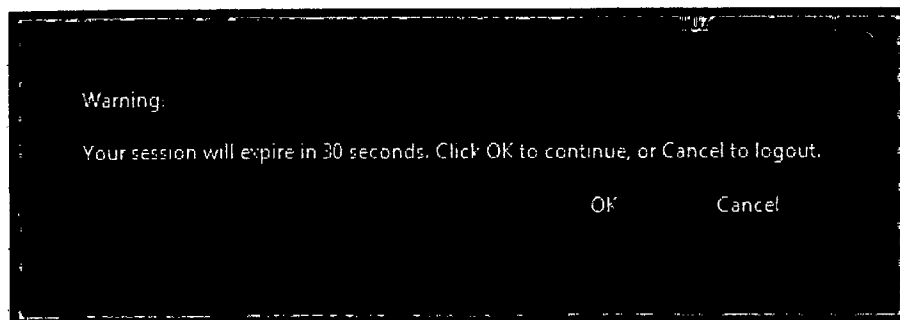 Warning:
Your session will expire in 30 seconds. Click OK to continue, or Cancel to logout.
OK Cancel